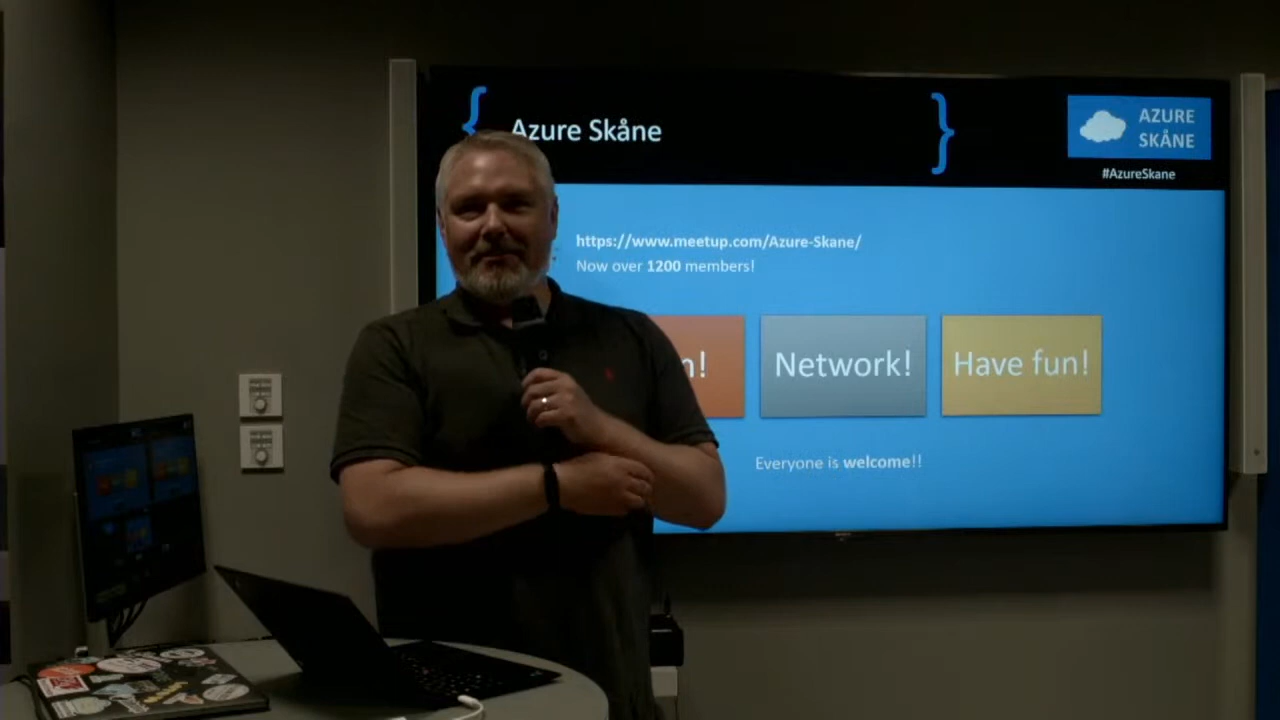 Azure Skåne
AZURE
SKÅNE
#AzureSkane
https://www.meetup.com/Azure-Skane/
Now over 1200 members!
n!
Network!
Have fun!
Everyone is welcome!!